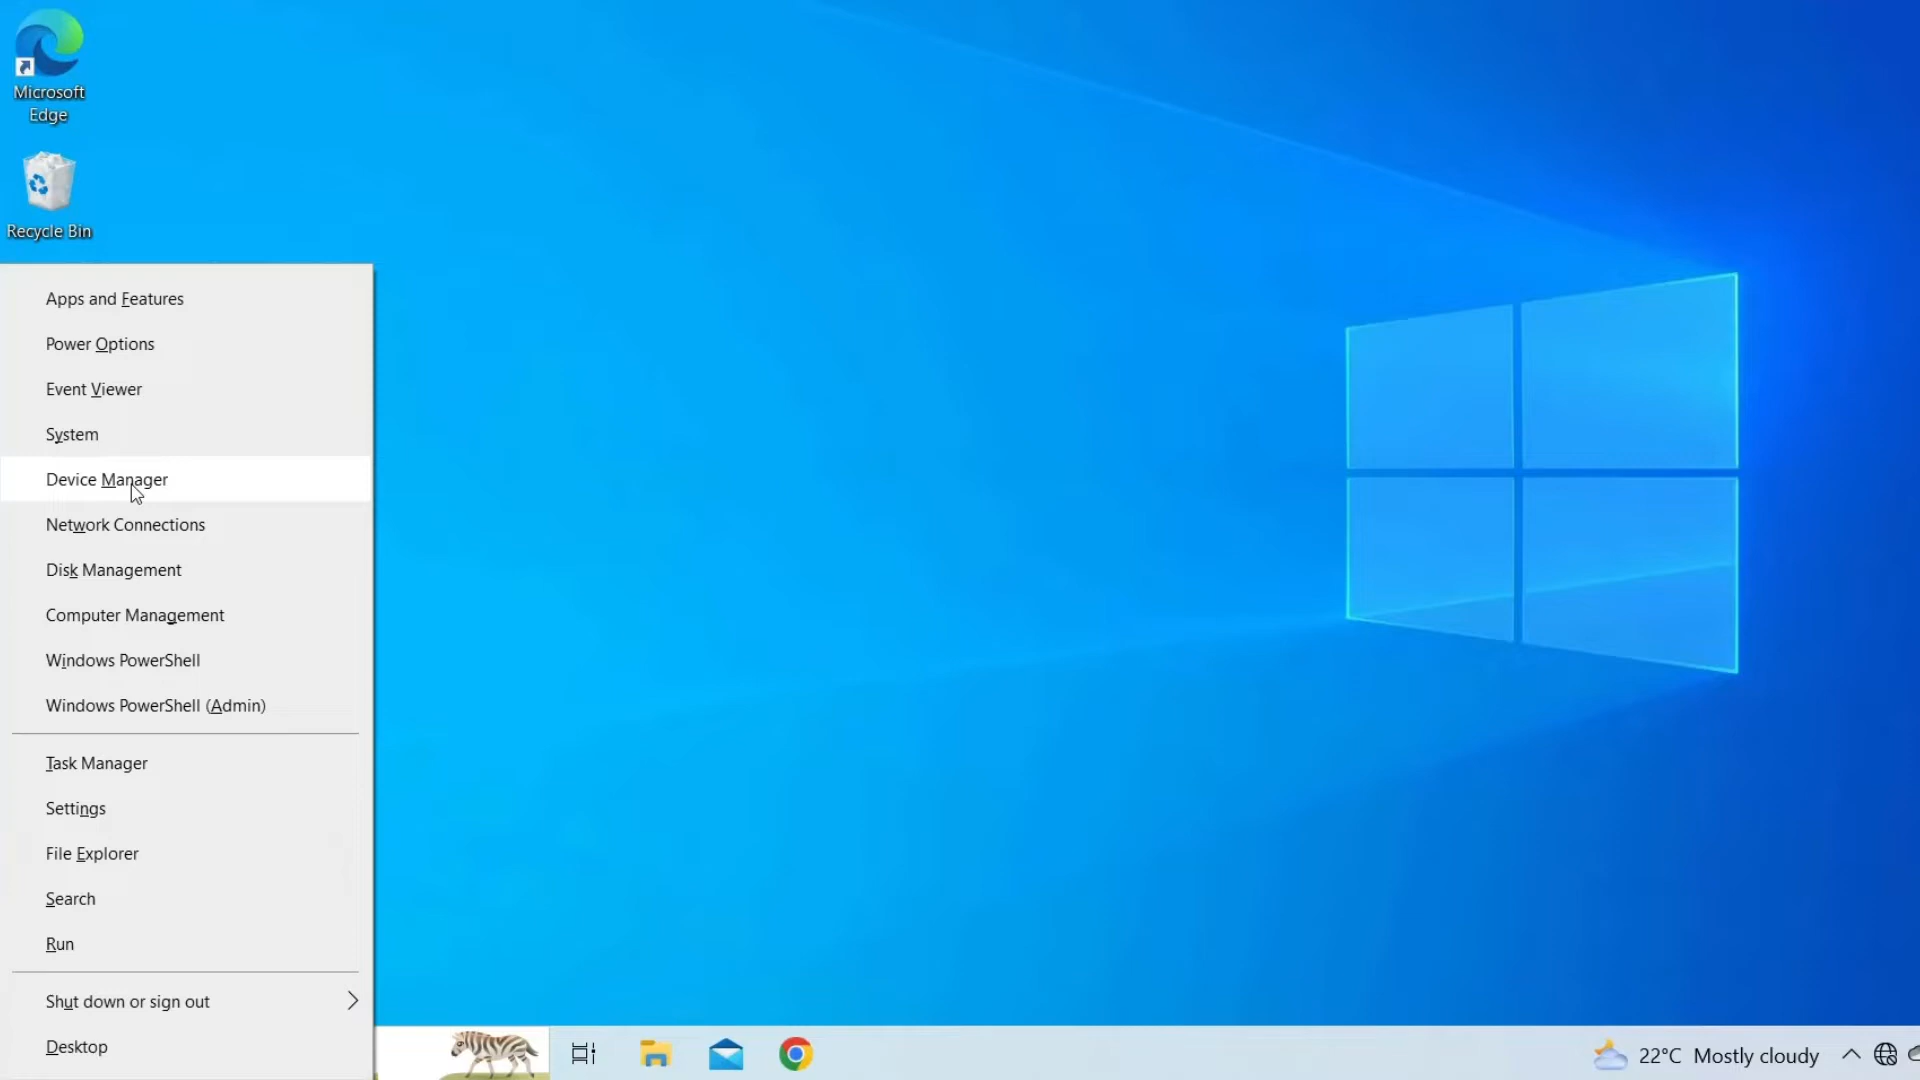 Microsoft
Edge
Recycle Bin
Apps and Features
Power Options
Event Viewer
System
Device Manager
Network Connections
Disk Management
Computer Management
Windows PowerShell
Windows PowerShell (Admin)
Task Manager
Settings
File Explorer
Search
Run
Shut down or sign out
Desktop
22°C Mostly cloudy